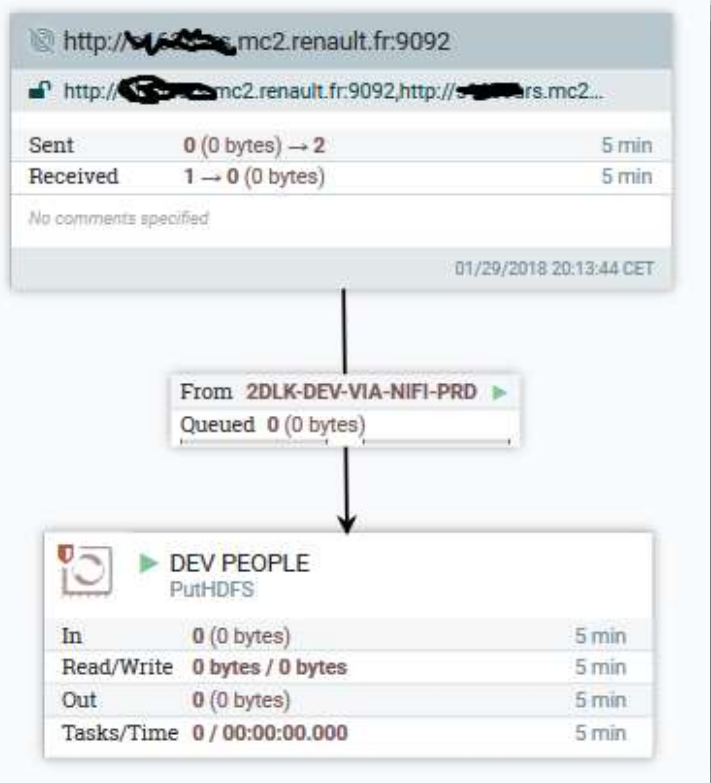 http:// .mc2.renault.fr:9092
http:// mc2.renault.fr:9092,http:// rs.mc2...
Sent 0 (0 bytes) → 2 5 min
Received 1 → 0 (0 bytes) 5 min
No comments specified
01/29/2018 20:13:44 CET
From 2DLK-DEV-VIA-NIFI-PRD
Queued 0 (0 bytes)
DEV PEOPLE
PutHDFS
In 0 (0 bytes) 5 min
Read/Write 0 bytes / 0 bytes 5 min
Out 0 (0 bytes) 5 min
Tasks/Time 0 / 00:00:00.000 5 min